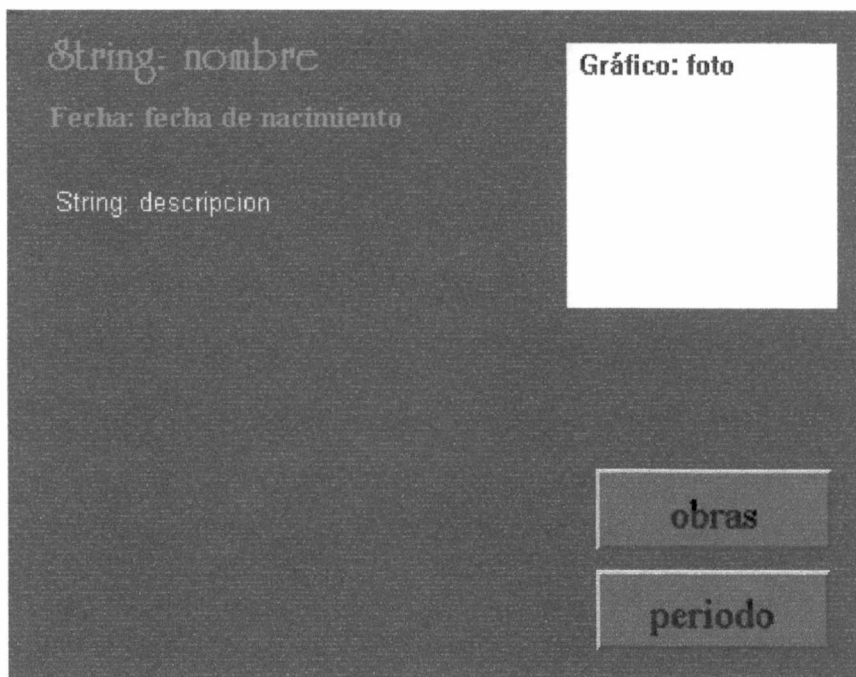 String: nombre
Fecha: fecha de nacimiento
String: descripcion
Gráfico: foto
obras
periodo